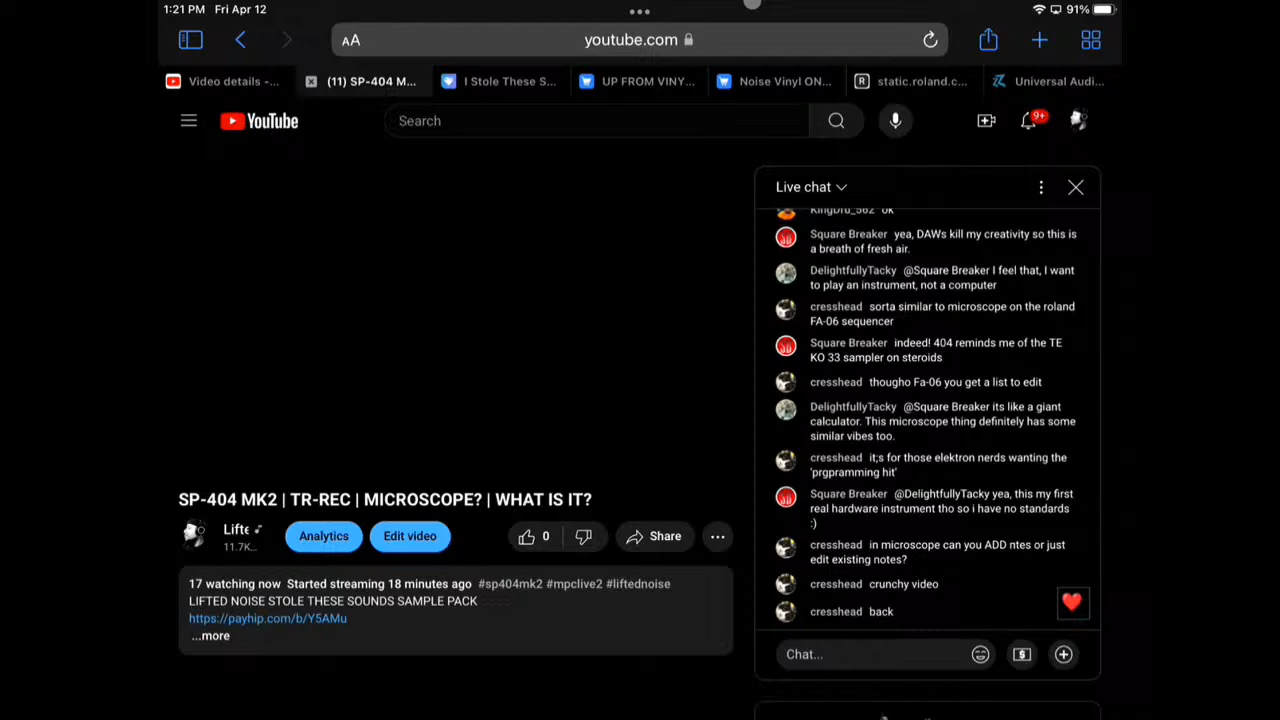 1:21 PM Fri Apr 12
91%
AA
youtube.com
Video details -...
(11) SP-404 M...
I Stole These S...
UP FROM VINY...
Noise Vinyl ON...
static.roland.c...
Universal Audi...
YouTube
Search
9+
Live chat
KingDru_562 ok
Square Breaker yea, DAWs kill my creativity so this is
a breath of fresh air.
DelightfullyTacky @Square Breaker I feel that, I want
to play an instrument, not a computer
cresshead sorta similar to microscope on the roland
FA-06 sequencer
Square Breaker indeed! 404 reminds me of the TE
KO 33 sampler on steroids
cresshead thougho Fa-06 you get a list to edit
DelightfullyTacky @Square Breaker its like a giant
calculator. This microscope thing definitely has some
similar vibes too.
cresshead it;s for those elektron nerds wanting the
'prgpramming hit'
Square Breaker @DelightfullyTacky yea, this my first
real hardware instrument tho so i have no standards
:)
cresshead in microscope can you ADD ntes or just
edit existing notes?
cresshead crunchy video
cresshead back
Chat...
SP-404 MK2 | TR-REC | MICROSCOPE? | WHAT IS IT?
Lifte
11.7K...
Analytics
Edit video
0
Share
17 watching now Started streaming 18 minutes ago #sp404mk2 #mpclive2 #liftednoise
LIFTED NOISE STOLE THESE SOUNDS SAMPLE PACK
https://payhip.com/b/Y5AMu
...more